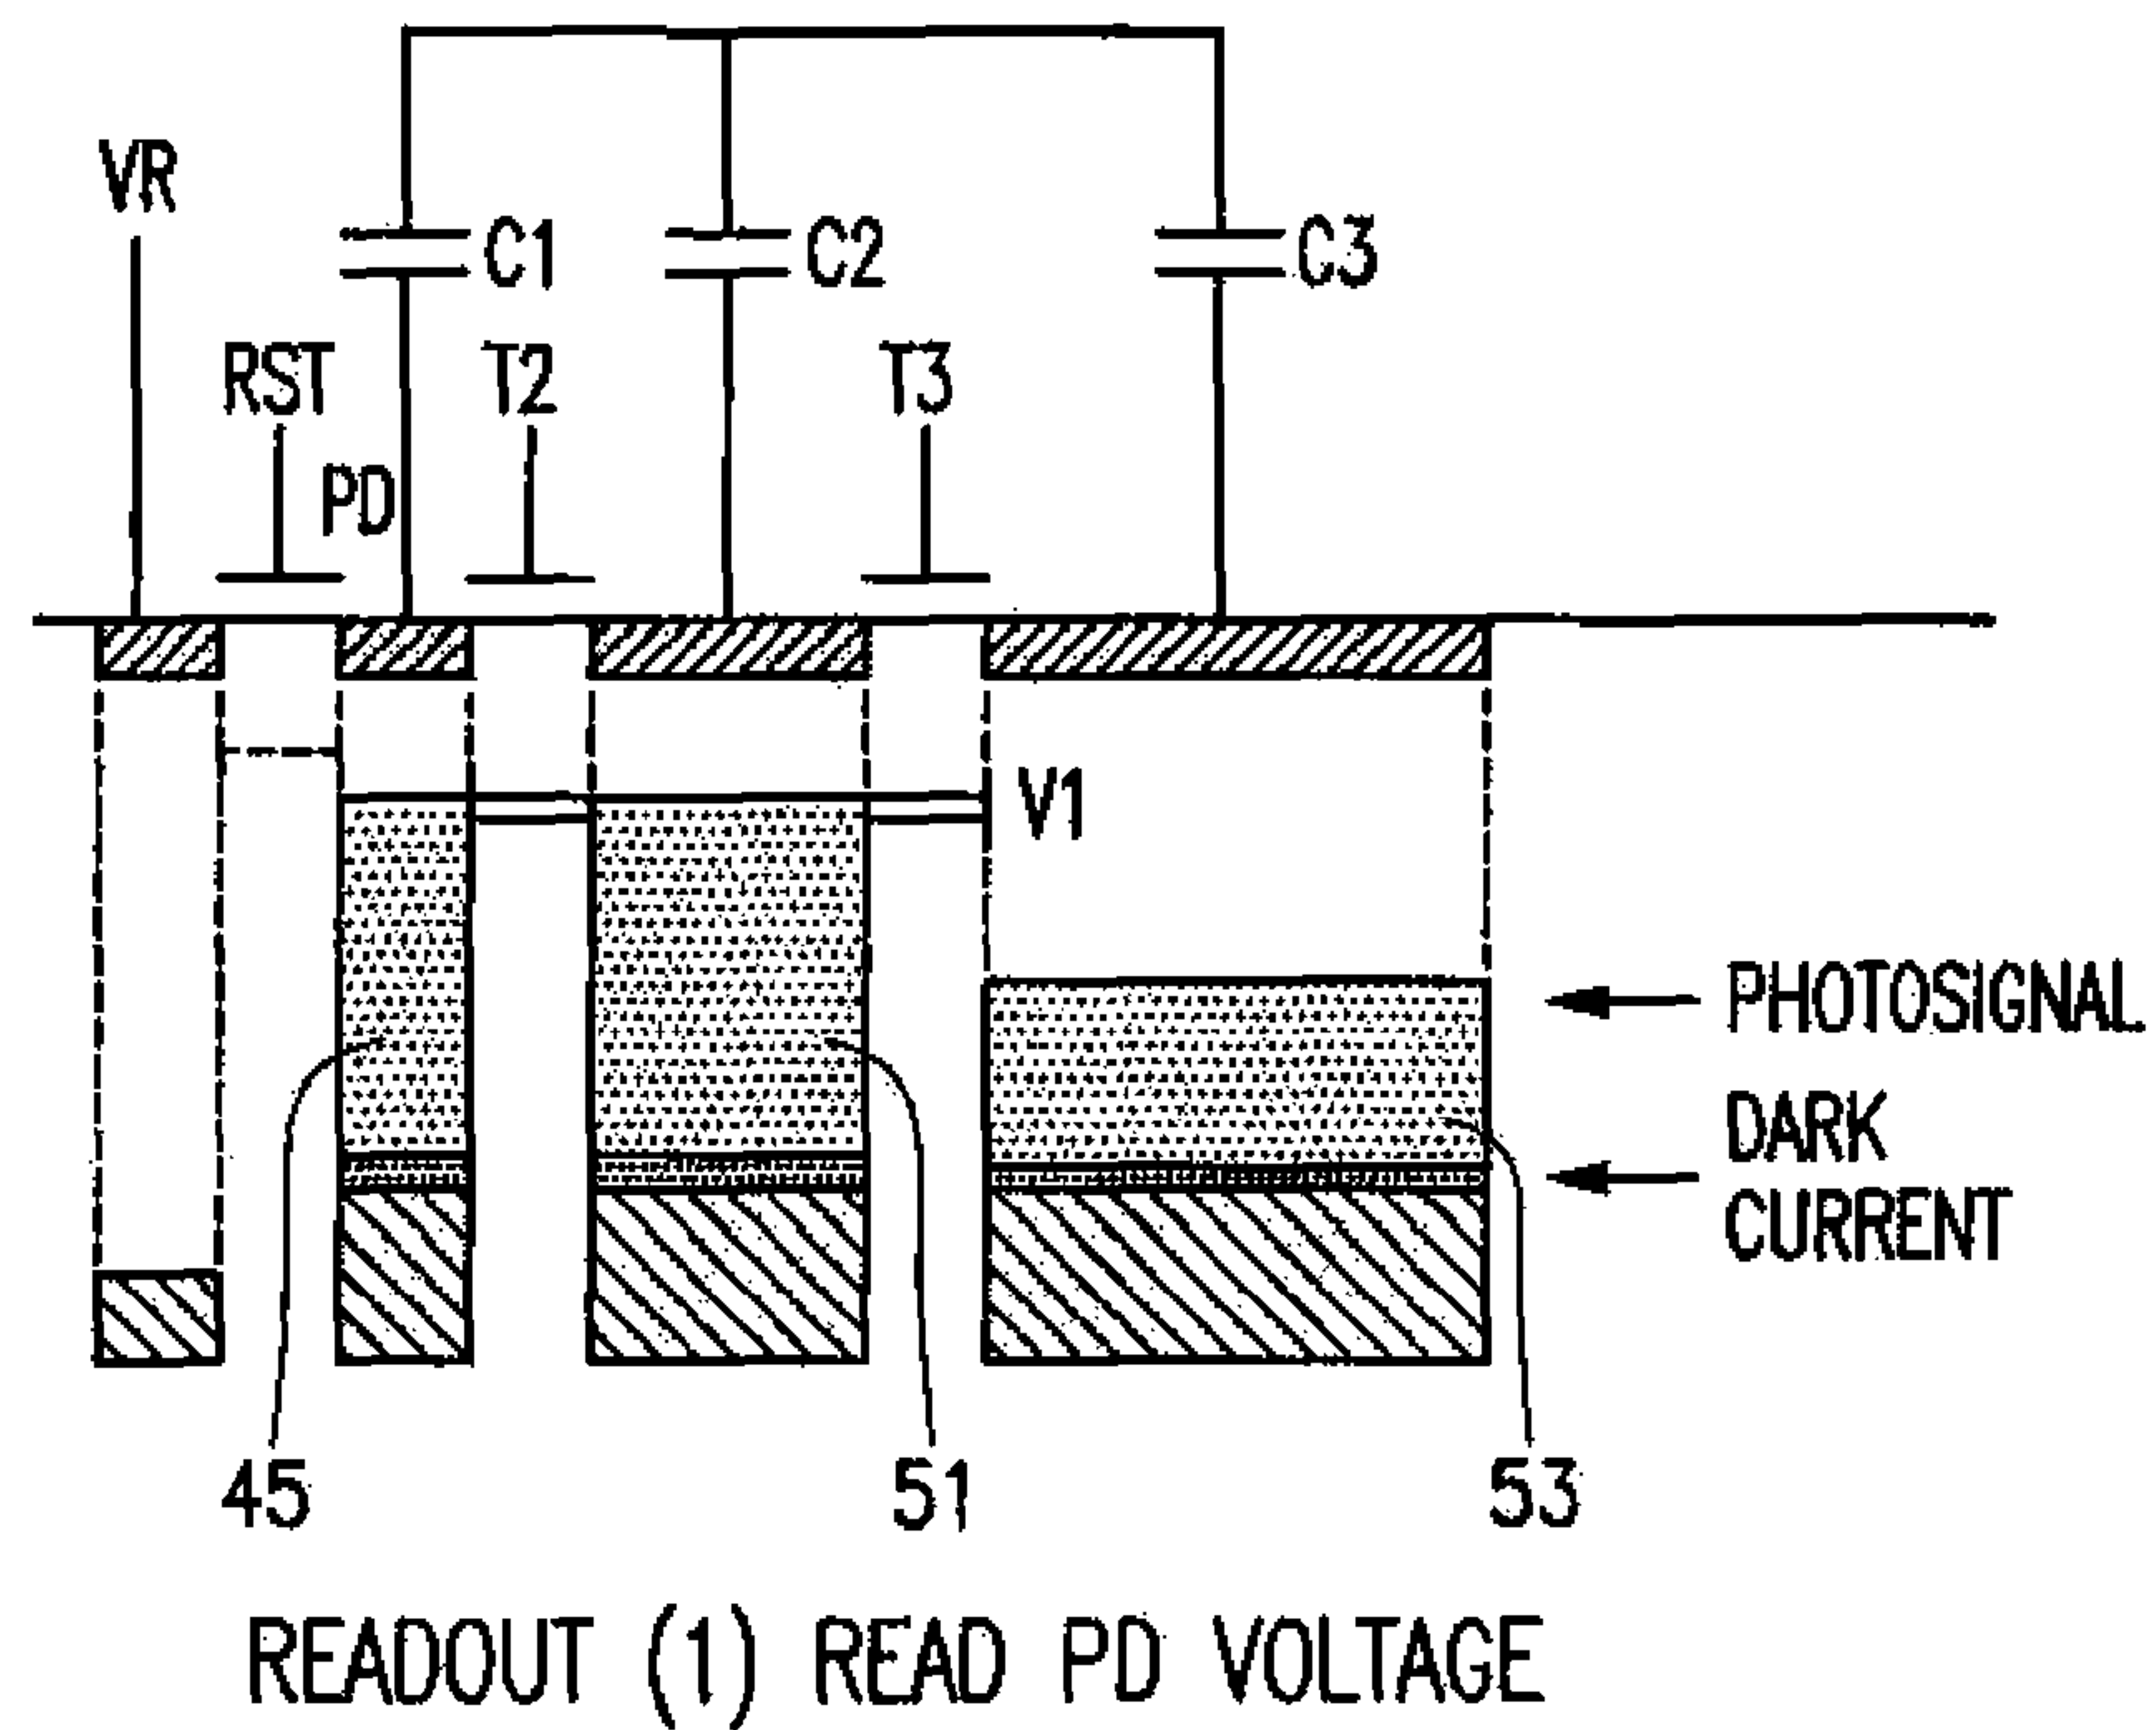 VR
C1
C2
C3
RST
T2
T3
PD
V1
PHOTOSIGNAL
DARK
CURRENT
45
51
53
READOUT (1) READ PD VOLTAGE